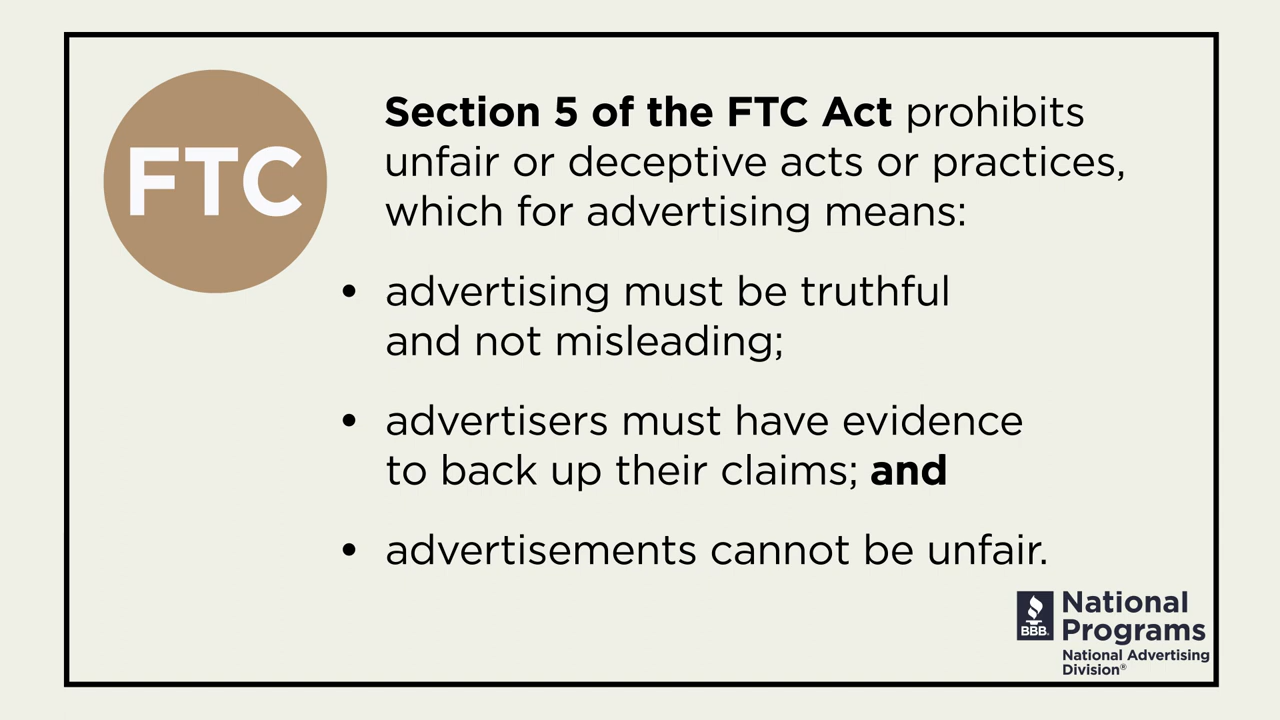 FTC
Section 5 of the FTC Act prohibits
unfair or deceptive acts or practices,
which for advertising means:
• advertising must be truthful
and not misleading;
• advertisers must have evidence
to back up their claims; and
• advertisements cannot be unfair.
BBB.
National
Programs
National Advertising
Division®